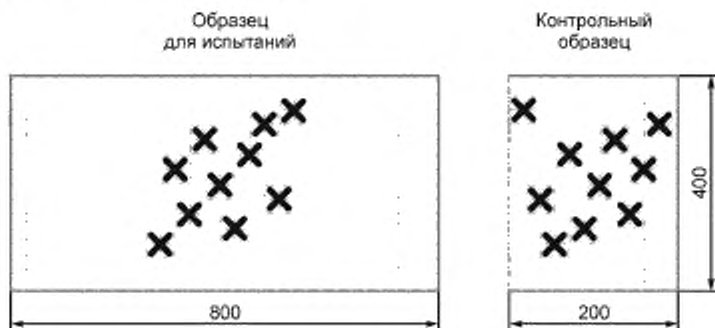 Образец
для испытаний
Контрольный
образец
400
800
200